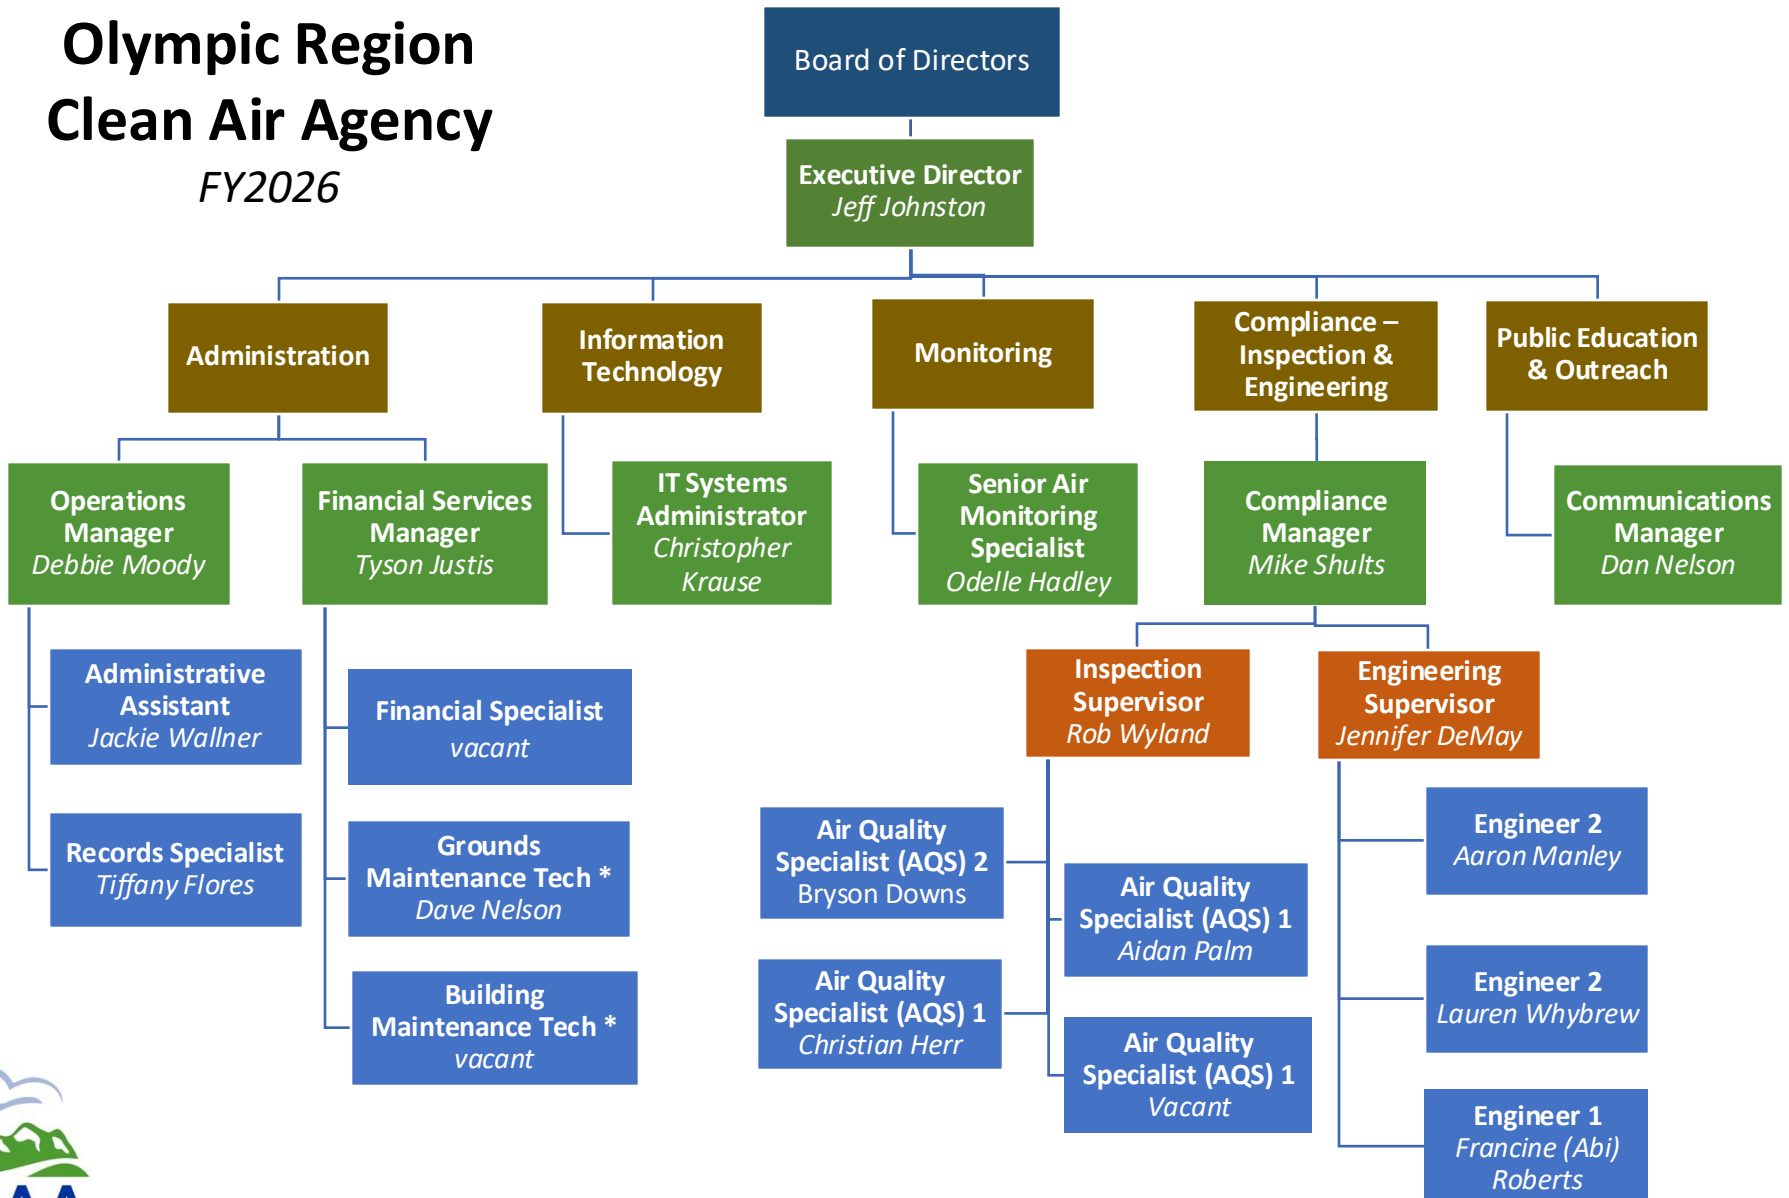 Olympic Region
Clean Air Agency
FY2026
Board of Directors
Executive Director
Jeff Johnston
Administration
Information
Technology
Monitoring
Compliance –
Inspection &
Engineering
Public Education
& Outreach
Operations
Manager
Debbie Moody
Financial Services
Manager
Tyson Justis
IT Systems
Administrator
Christopher
Krause
Senior Air
Monitoring
Specialist
Odelle Hadley
Compliance
Manager
Mike Shults
Communications
Manager
Dan Nelson
Administrative
Assistant
Jackie Wallner
Records Specialist
Tiffany Flores
Financial Specialist
vacant
Grounds
Maintenance Tech *
Dave Nelson
Building
Maintenance Tech *
vacant
Inspection
Supervisor
Rob Wyland
Engineering
Supervisor
Jennifer DeMay
Air Quality
Specialist (AQS) 2
Bryson Downs
Air Quality
Specialist (AQS) 1
Aidan Palm
Air Quality
Specialist (AQS) 1
Christian Herr
Air Quality
Specialist (AQS) 1
Vacant
Engineer 2
Aaron Manley
Engineer 2
Lauren Whybrew
Engineer 1
Francine (Abi)
Roberts